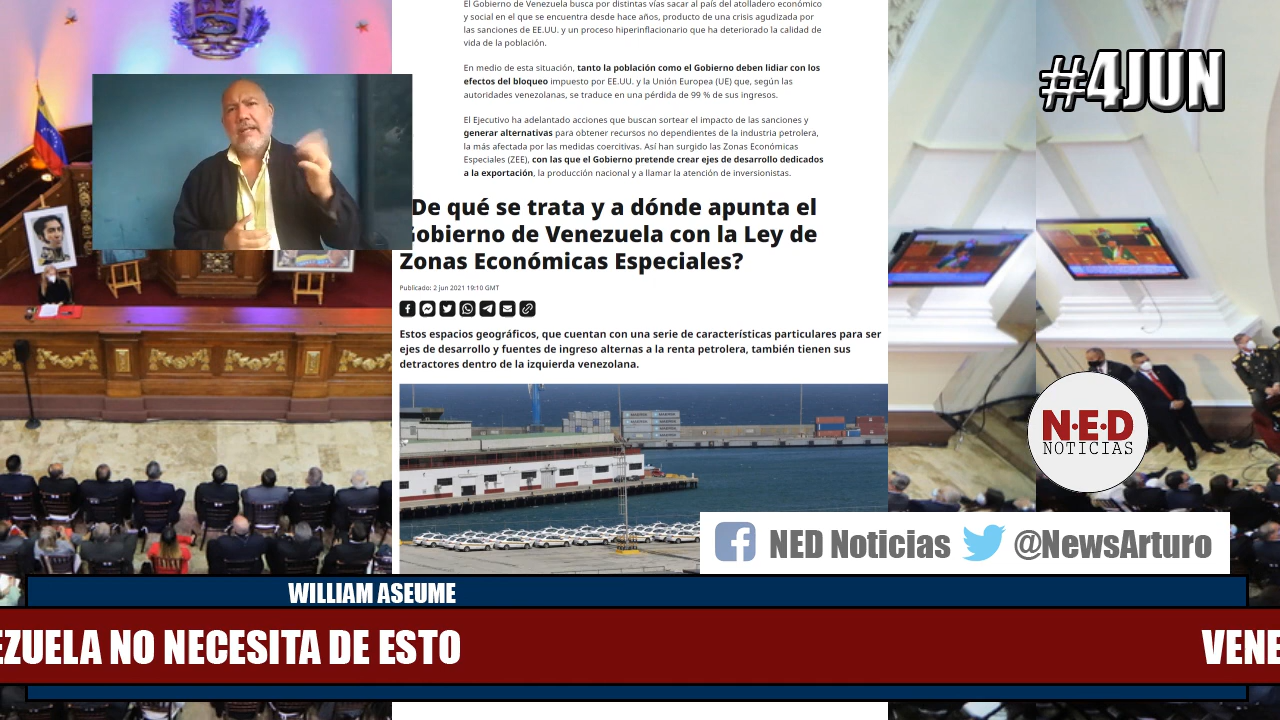 El Gobierno de Venezuela busca por distintas vías sacar al país del atolladero económico
y social en el que se encuentra desde hace años, producto de una crisis agudizada por
las sanciones de EE.UU. y un proceso hiperinflacionario que ha deteriorado la calidad de
vida de la población.
En medio de esta situación, tanto la población como el Gobierno deben lidiar con los
efectos del bloqueo impuesto por EE.UU. y la Unión Europea (UE) que, según las
autoridades venezolanas, se traduce en una pérdida de 99 % de sus ingresos.
El Ejecutivo ha adelantado acciones que buscan sortear el impacto de las sanciones y
generar alternativas para obtener recursos no dependientes de la industria petrolera,
la más afectada por las medidas coercitivas. Así han surgido las Zonas Económicas
Especiales (ZEE), con las que el Gobierno pretende crear ejes de desarrollo dedicados
a la exportación, la producción nacional y a llamar la atención de inversionistas.
De qué se trata y a dónde apunta el
Gobierno de Venezuela con la Ley de
Zonas Económicas Especiales?
Publicado: 2 jun 2021 19:10 GMT
Estos espacios geográficos, que cuentan con una serie de características particulares para ser
ejes de desarrollo y fuentes de ingreso alternas a la renta petrolera, también tienen sus
detractores dentro de la izquierda venezolana.
#4JUN
N·E·D
NOTICIAS
NED Noticias @NewsArturo
WILLIAM ASEUME
EZUELA NO NECESITA DE ESTO
VENE